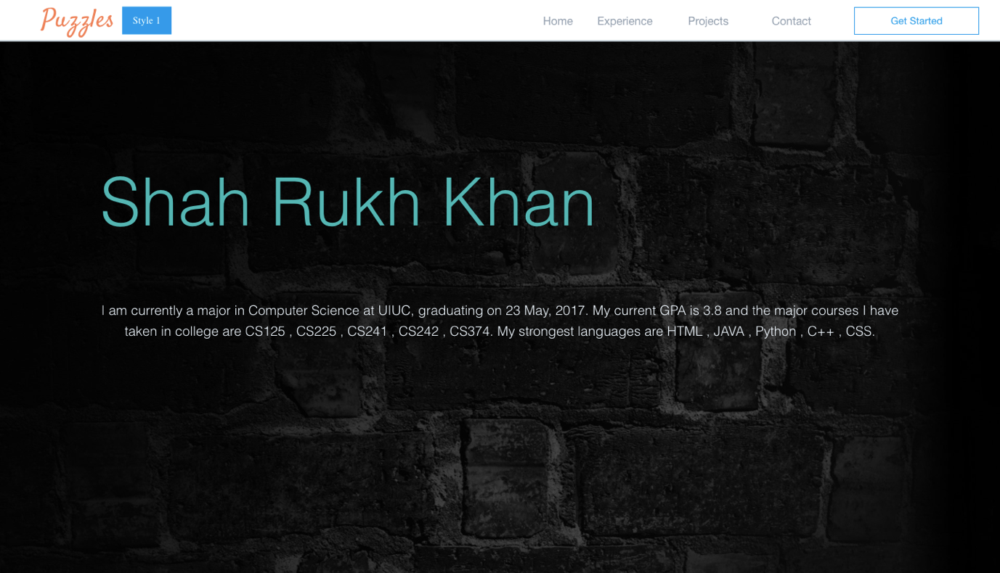 Puzzles Style 1 Home Experience Projects Contact Get Started
Shah Rukh Khan
I am currently a major in Computer Science at UIUC, graduating on 23 May, 2017. My current GPA is 3.8 and the major courses I have
taken in college are CS125 , CS225 , CS241 , CS242 , CS374. My strongest languages are HTML , JAVA , Python , C++ , CSS.